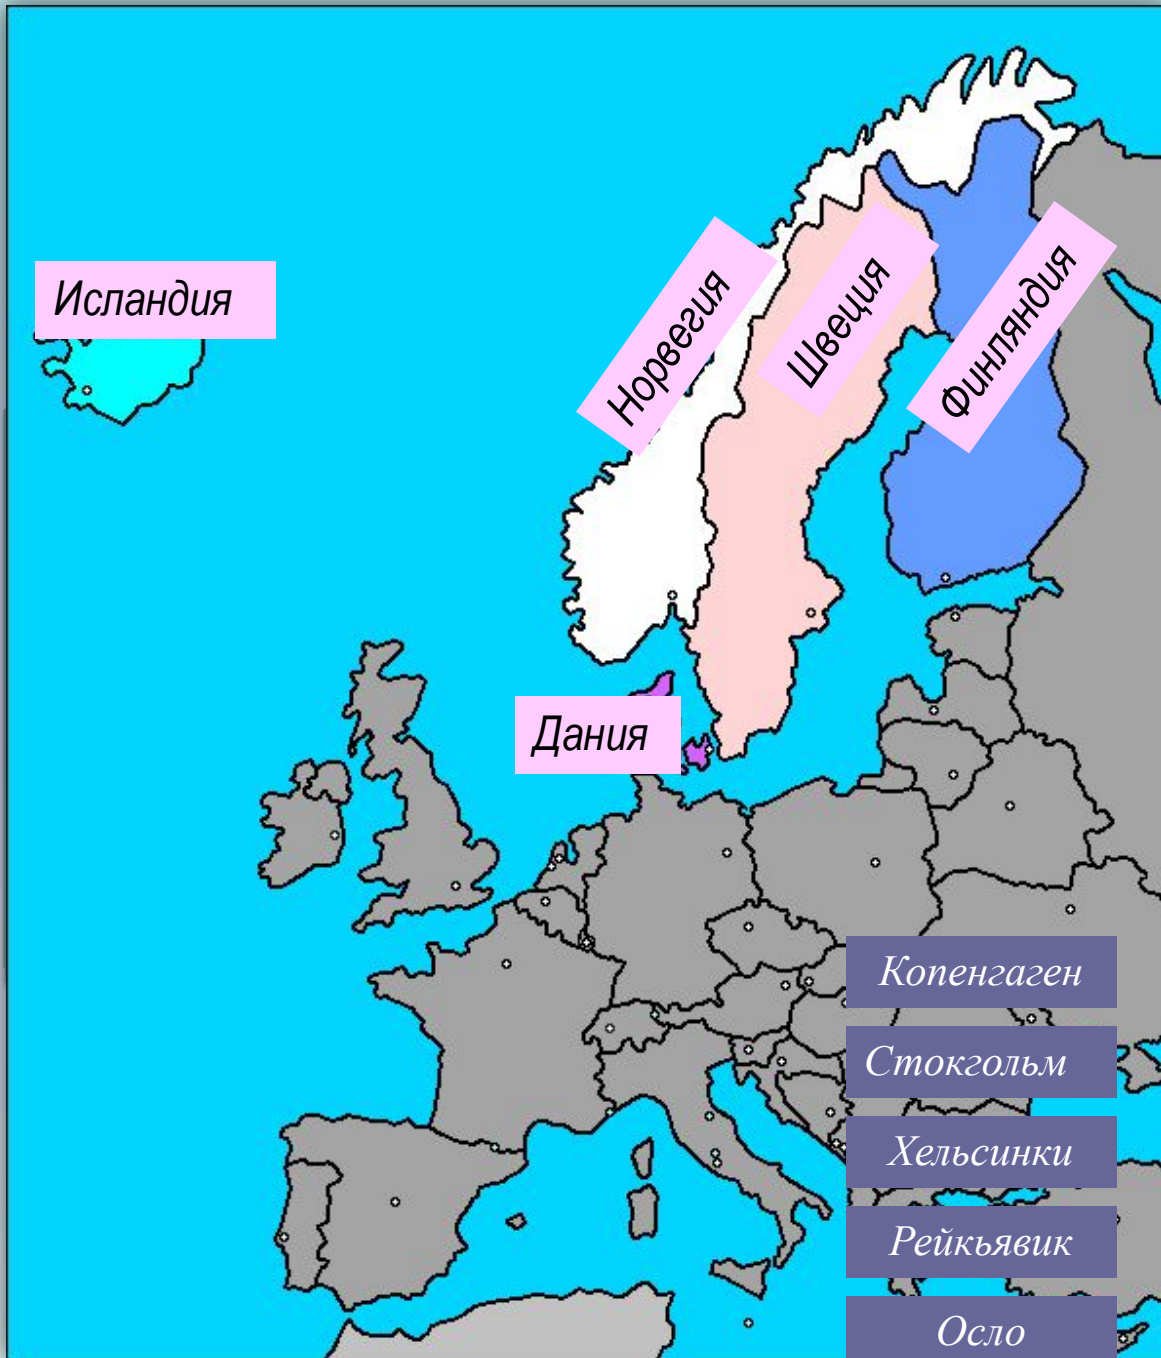 Исландия
Норвегия
Швеция
Финляндия
Дания
Копенгаген
Стокгольм
Хельсинки
Рейкьявик
Осло